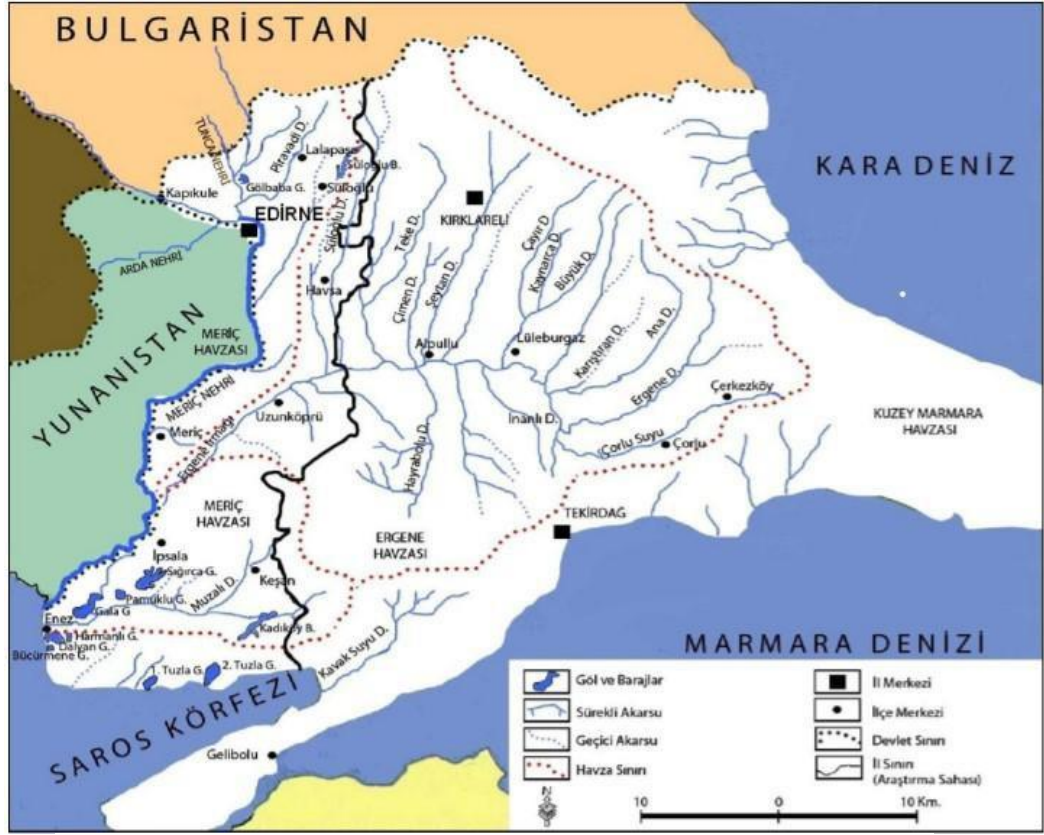 BULGARİSTAN
KARA DENİZ
YUNANİSTAN
MARMARA DENİZİ
SAROS KÖRFEZİ
TUNCA NEHRİ
Piravadi D.
Lalapaşa
Süloğlu B.
Gölbaba G.
Süloğlu
Kapıkule
EDİRNE
KIRKLARELİ
Süloğlu D.
Teke D.
Çayır D
Kaynarca D.
Büyük D.
ARDA NEHRİ
Havsa
Çimen D.
Şeytan D.
MERİÇ
HAVZASI
Alpullu
Lüleburgaz
Karıştıran D.
Ana D.
MERİÇ NEHRİ
Ergene D.
Çerkezköy
Uzunköprü
İnanlı D.
KUZEY MARMARA
HAVZASI
Meriç
Ergene Irmağı
Hayrabolu D.
Çorlu Suyu
Çorlu
MERİÇ
HAVZASI
TEKİRDAĞ
ERGENE
HAVZASI
İpsala
Sığırca G.
Keşan
Pamuklu G.
Muzalı D.
Gala G
Enez
Harmanlı G.
Kadıköy B.
Dalyan G.
Bücürmene G.
1. Tuzla G.
2. Tuzla G.
Kavak Suyu D.
Gelibolu
Göl ve Barajlar
İl Merkezi
Sürekli Akarsu
İlçe Merkezi
Geçici Akarsu
Devlet Sınırı
Havza Sınırı
İl Sınırı
(Araştırma Sahası)
N
10 0 10 Km.